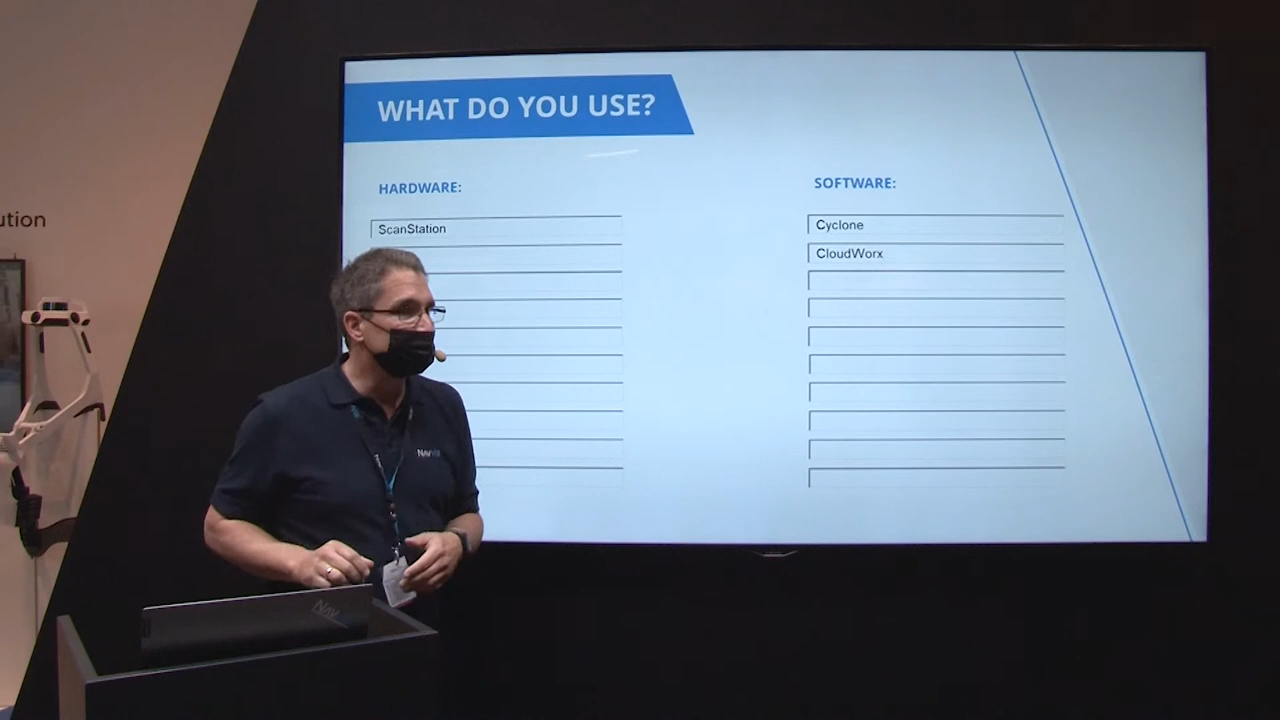 WHAT DO YOU USE?
HARDWARE:
SOFTWARE:
ScanStation
Cyclone
CloudWorx
ution